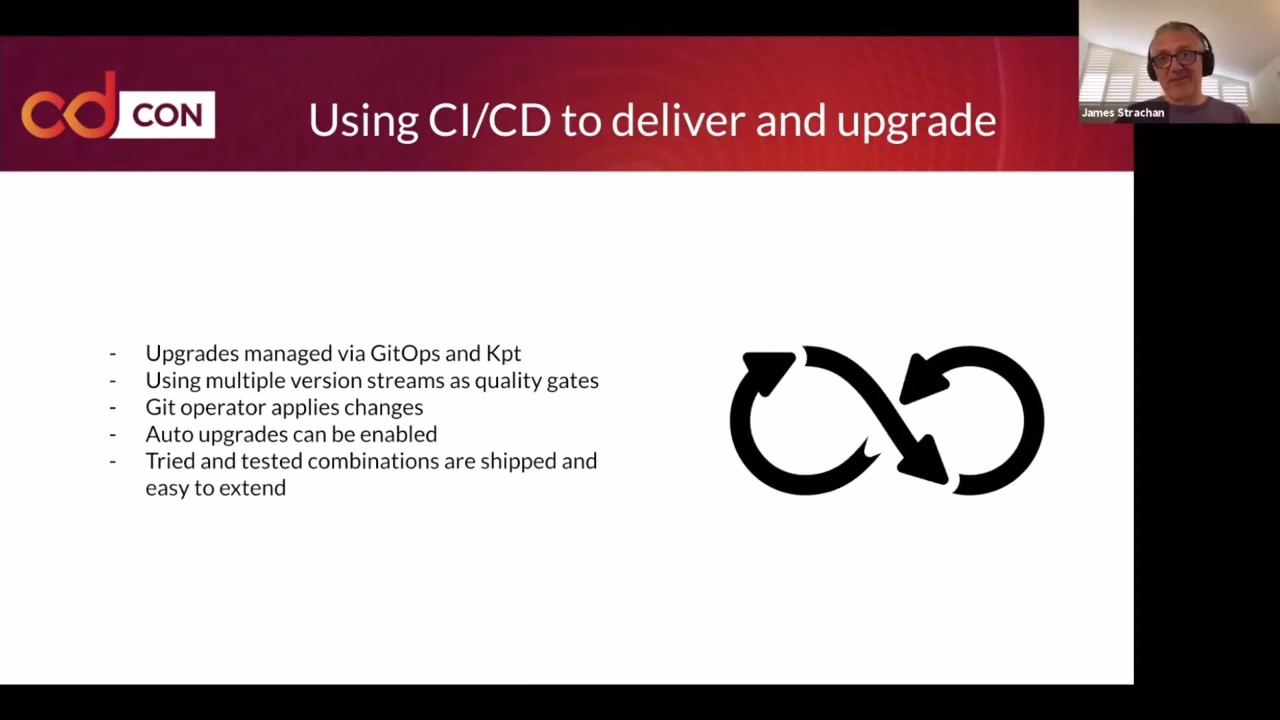 cd CON
Using CI/CD to deliver and upgrade
James Strachan
- Upgrades managed via GitOps and Kpt
- Using multiple version streams as quality gates
- Git operator applies changes
- Auto upgrades can be enabled
- Tried and tested combinations are shipped and
easy to extend